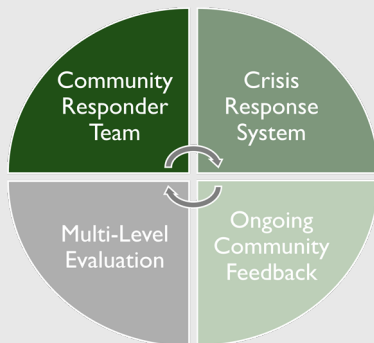 Community
Responder
Team
Crisis
Response
System
Multi-Level
Evaluation
Ongoing
Community
Feedback